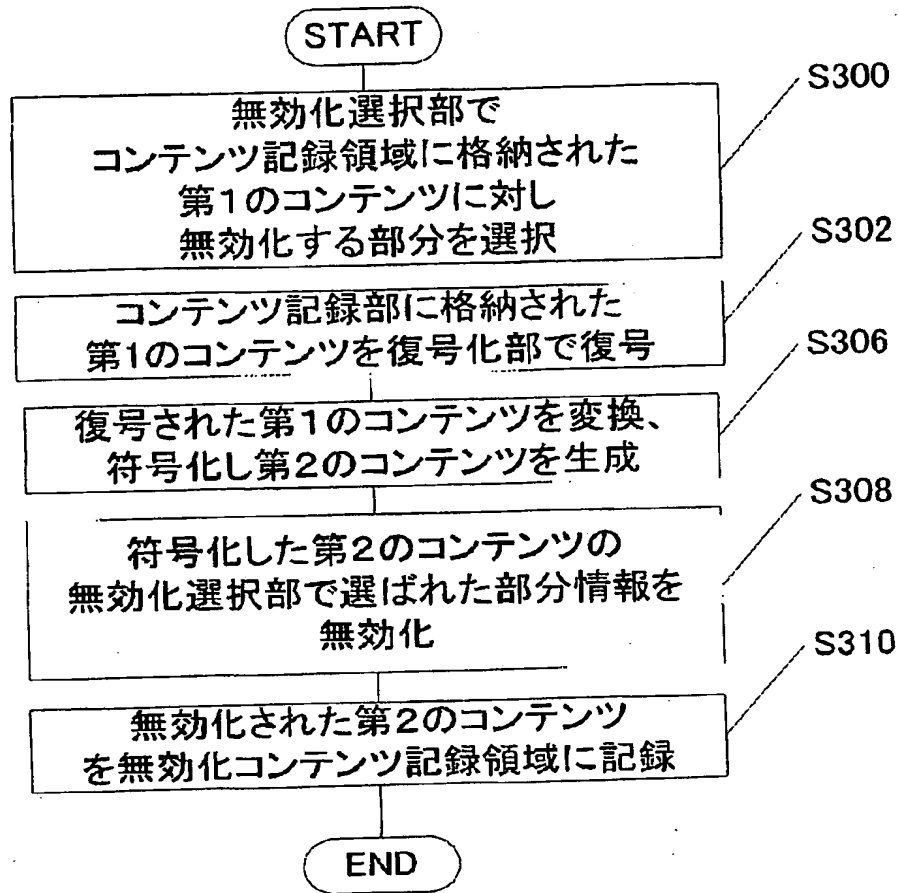 START
S300
無効化選択部で
コンテンツ記録領域に格納された
第1のコンテンツに対し
無効化する部分を選択
S302
コンテンツ記録部に格納された
第1のコンテンツを復号化部で復号
S306
復号された第1のコンテンツを変換、
符号化し第2のコンテンツを生成
S308
符号化した第2のコンテンツの
無効化選択部で選ばれた部分情報を
無効化
S310
無効化された第2のコンテンツ
を無効化コンテンツ記録領域に記録
END